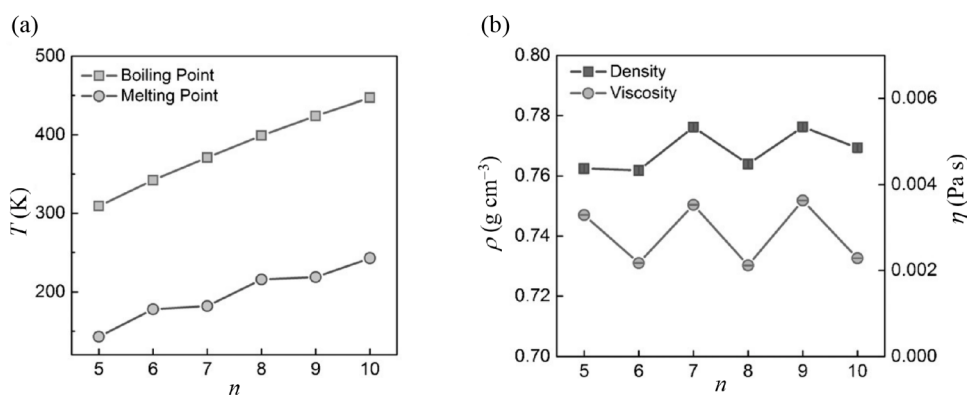 (a)
500
400
300
200
T (K)
Boiling Point
Melting Point
5 6 7 8 9 10
n
(b)
0.80
0.78
0.76
0.74
0.72
0.70
ρ (g cm⁻³)
Density
Viscosity
0.006
0.004
0.002
0.000
η (Pa s)
5 6 7 8 9 10
n